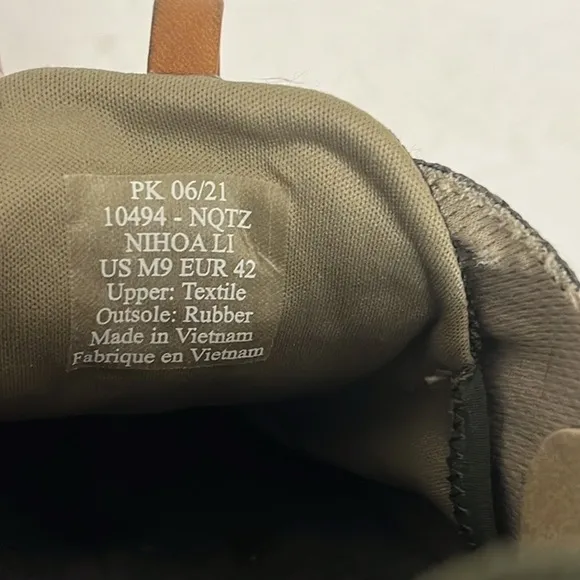 PK 06/21
10494 - NQTZ
NIHOA LI
US M9 EUR 42
Upper: Textile
Outsole: Rubber
Made in Vietnam
Fabrique en Vietnam